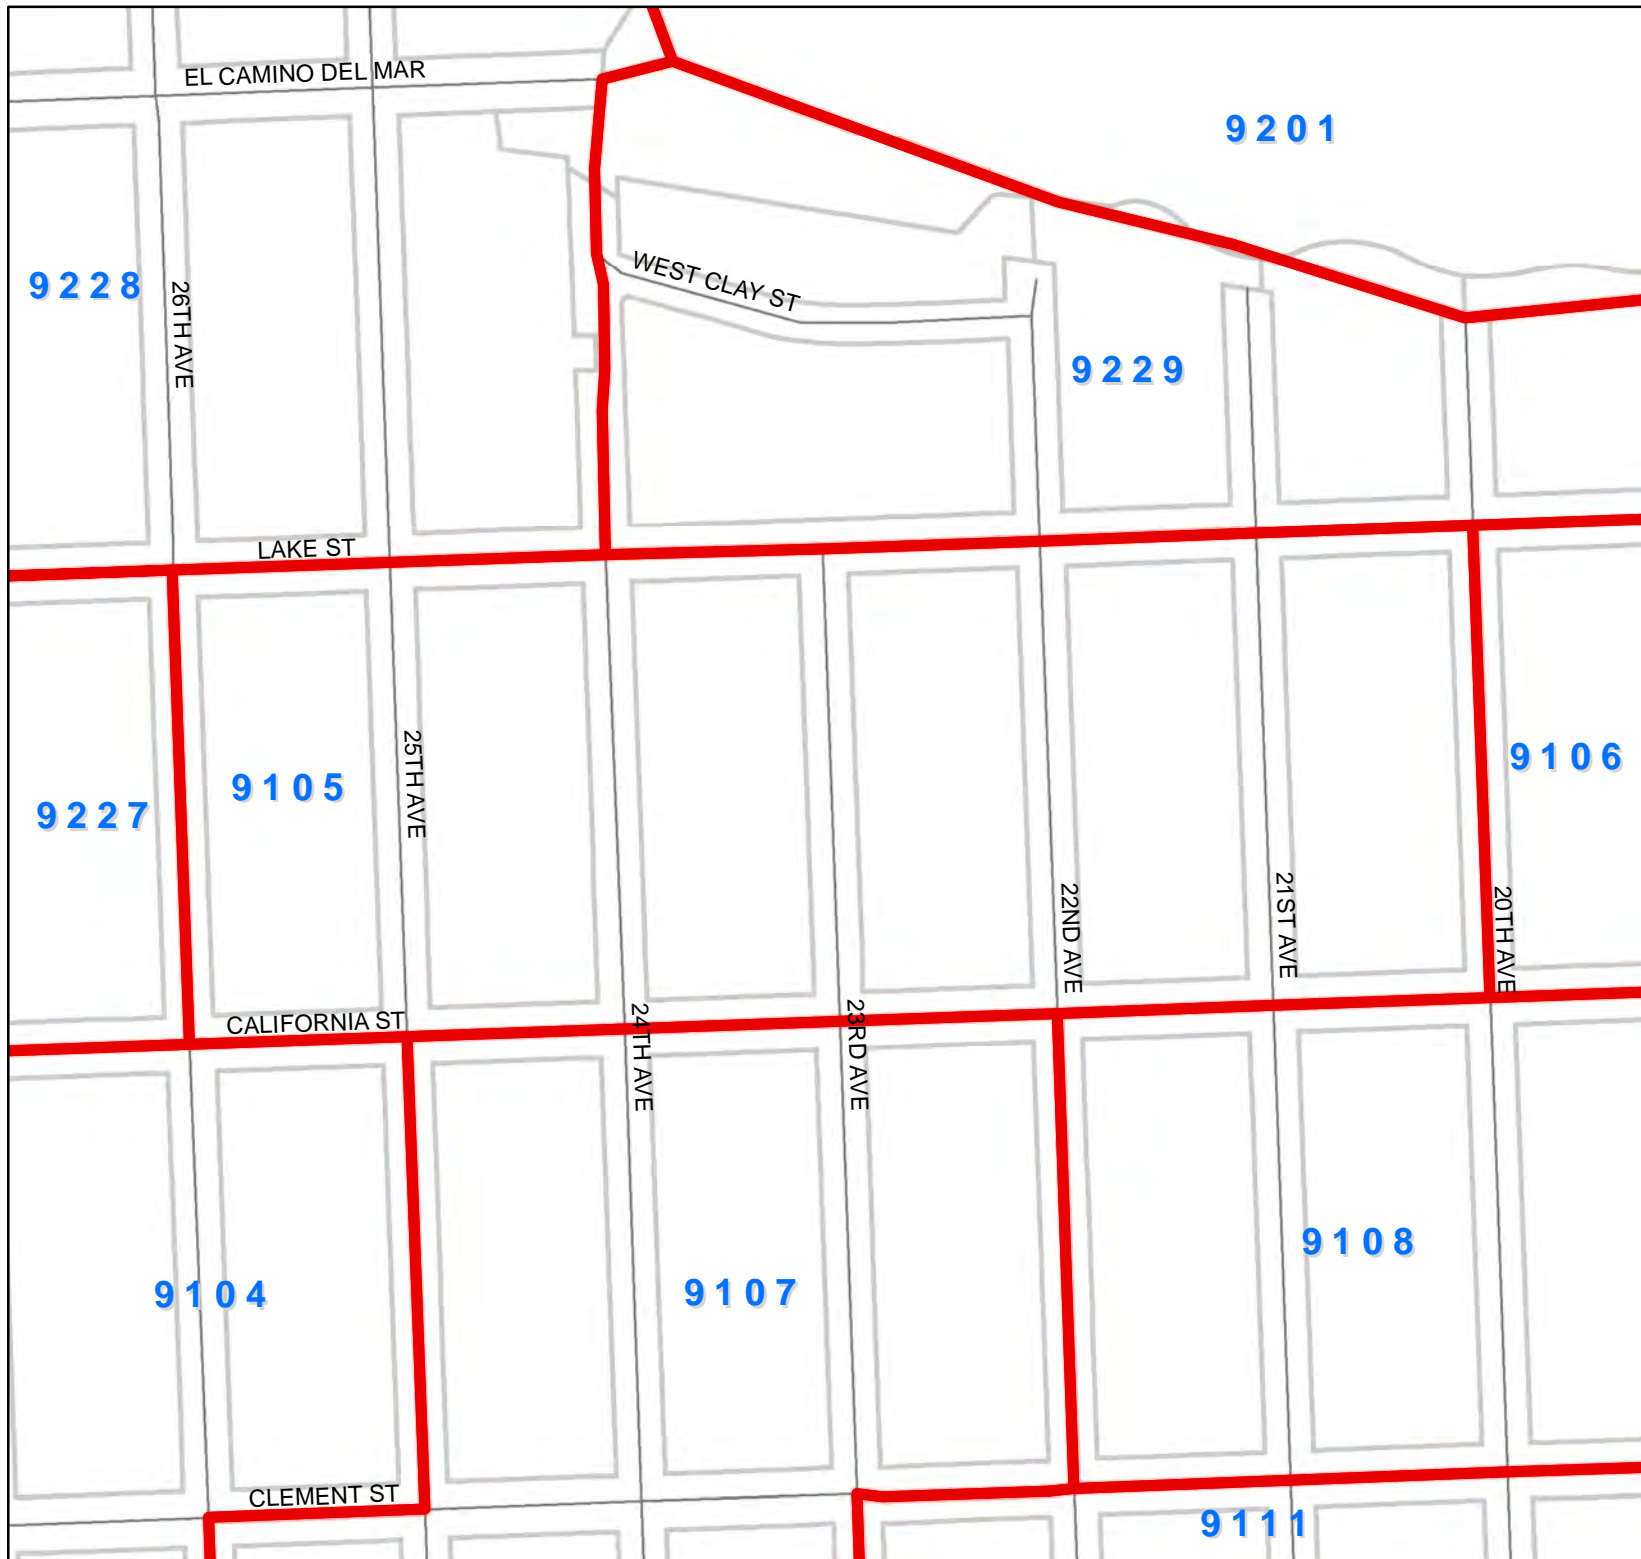 EL CAMINO DEL MAR
9201
WEST CLAY ST
9228
26TH AVE
9229
LAKE ST
25TH AVE
9105
9106
9227
22ND AVE
21ST AVE
20TH AVE
CALIFORNIA ST
24TH AVE
23RD AVE
9108
9104
9107
CLEMENT ST
9111